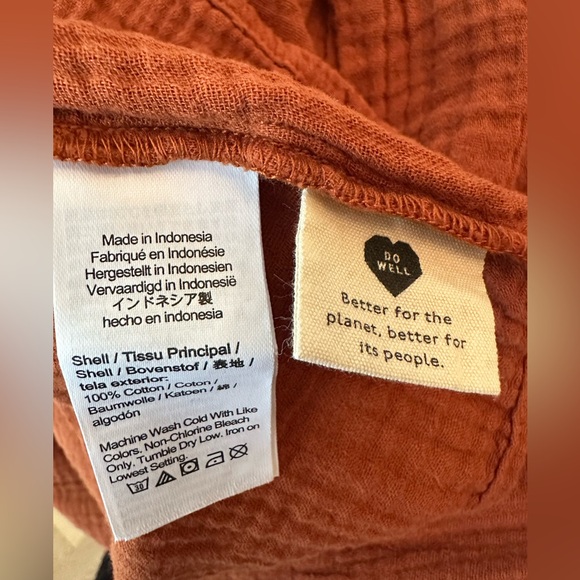 Made in Indonesia
Fabriqué en Indonésie
Hergestellt in Indonesien
Vervaardigd in Indonesië
インドネシア製
hecho en indonesia
Shell / Tissu Principal /
Shell / Bovenstof / 表地 /
tela exterior:
100% Cotton / Coton /
Baumwolle / Katoen / 綿 /
algodón
Machine Wash Cold With Like
Colors, Non-Chlorine Bleach
Only, Tumble Dry Low. Iron on
Lowest Setting.
30
DO
WELL
Better for the
planet, better for
its people.